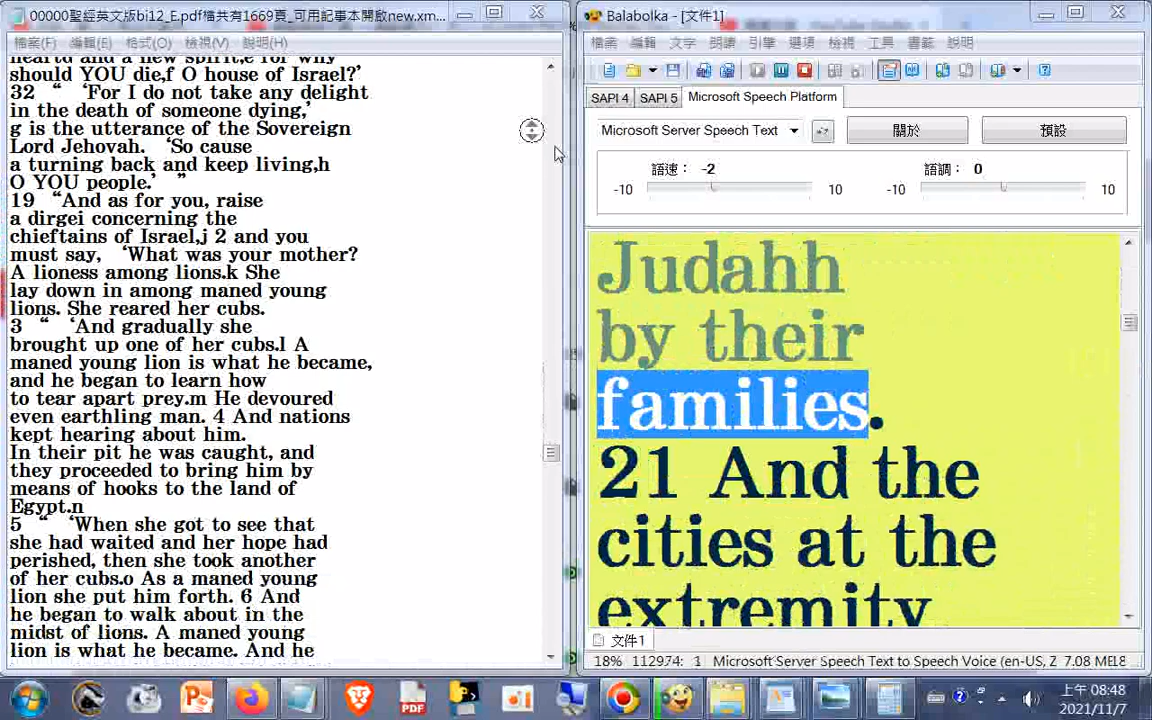 00000聖經英文版bi12_E.pdf檔共有1669頁_可用記事本開啟new.xm...
檔案(F) 編輯(E) 格式(O) 檢視(V) 說明(H)
heartd and a new spirit,e for why
should YOU die,f O house of Israel?’
32 “ ‘For I do not take any delight
in the death of someone dying,’
g is the utterance of the Sovereign
Lord Jehovah. ‘So cause
a turning back and keep living,h
O YOU people.’ ”
19 “And as for you, raise
a dirgei concerning the
chieftains of Israel,j 2 and you
must say, ‘What was your mother?
A lioness among lions.k She
lay down in among maned young
lions. She reared her cubs.
3 “ ‘And gradually she
brought up one of her cubs.l A
maned young lion is what he became,
and he began to learn how
to tear apart prey.m He devoured
even earthling man. 4 And nations
kept hearing about him.
In their pit he was caught, and
they proceeded to bring him by
means of hooks to the land of
Egypt.n
5 “ ‘When she got to see that
she had waited and her hope had
perished, then she took another
of her cubs.o As a maned young
lion she put him forth. 6 And
he began to walk about in the
midst of lions. A maned young
lion is what he became. And he
Balabolka - [文件1]
檔案 編輯 文字 朗讀 引擎 選項 檢視 工具 書籤 說明
SAPI 4 SAPI 5 Microsoft Speech Platform
Microsoft Server Speech Text 關於 預設
語速： -2 語調： 0
-10 10 -10 10
Judahh
by their
families.
21 And the
cities at the
extremity
文件1
18% 112974: 1 Microsoft Server Speech Text to Speech Voice (en-US, Z 7.08 MEL8
PDF
上午 08:48
2021/11/7